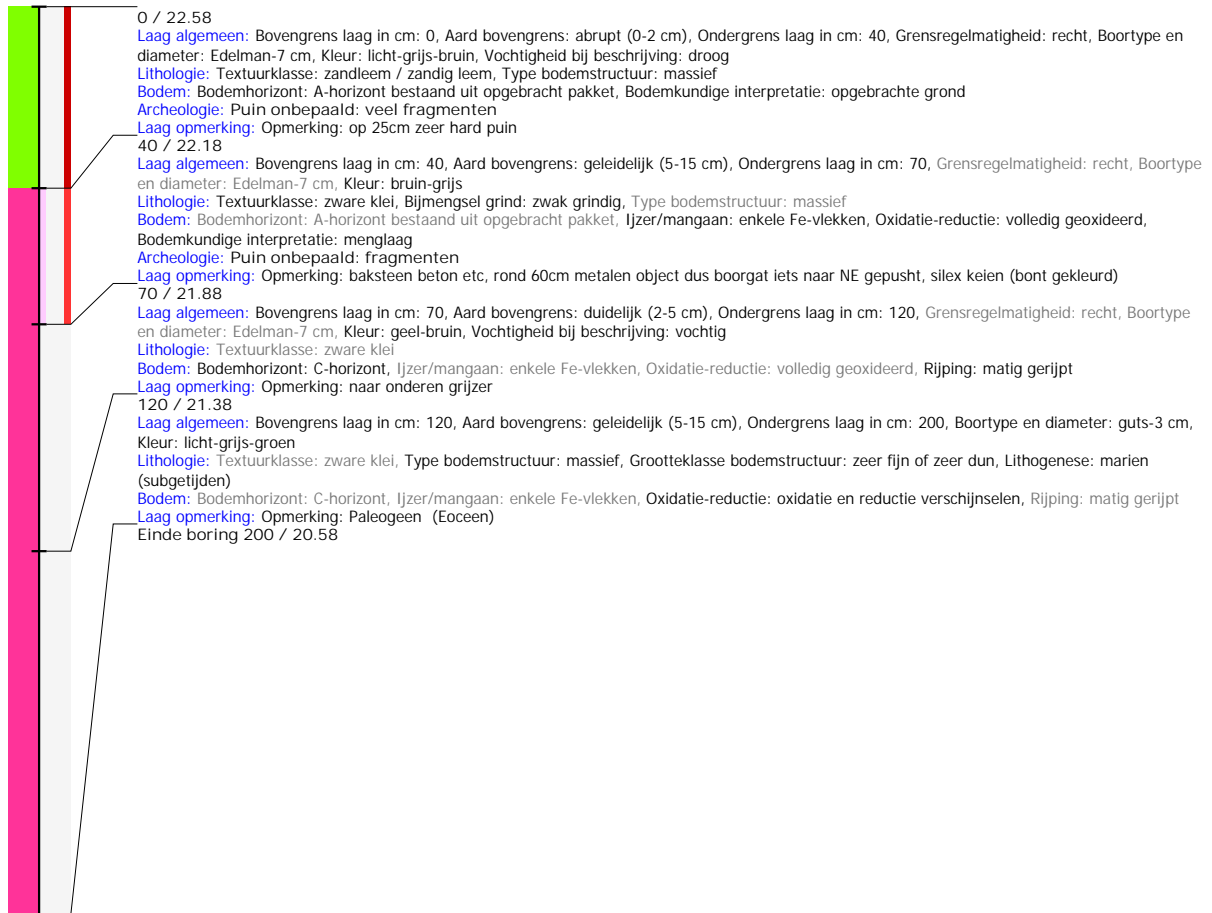 0 / 22.58
Laag algemeen: Bovengrens laag in cm: 0, Aard bovengrens: abrupt (0-2 cm), Ondergrens laag in cm: 40, Grensregelmatigheid: recht, Boortype en
diameter: Edelman-7 cm, Kleur: licht-grijs-bruin, Vochtigheid bij beschrijving: droog
Lithologie: Textuurklasse: zandleem / zandig leem, Type bodemstructuur: massief
Bodem: Bodemhorizont: A-horizont bestaand uit opgebracht pakket, Bodemkundige interpretatie: opgebrachte grond
Archeologie: Puin onbepaald: veel fragmenten
Laag opmerking: Opmerking: op 25cm zeer hard puin
40 / 22.18
Laag algemeen: Bovengrens laag in cm: 40, Aard bovengrens: geleidelijk (5-15 cm), Ondergrens laag in cm: 70, Grensregelmatigheid: recht, Boortype
en diameter: Edelman-7 cm, Kleur: bruin-grijs
Lithologie: Textuurklasse: zware klei, Bijmengsel grind: zwak grindig, Type bodemstructuur: massief
Bodem: Bodemhorizont: A-horizont bestaand uit opgebracht pakket, Ijzer/mangaan: enkele Fe-vlekken, Oxidatie-reductie: volledig geoxideerd,
Bodemkundige interpretatie: menglaag
Archeologie: Puin onbepaald: fragmenten
Laag opmerking: Opmerking: baksteen beton etc, rond 60cm metalen object dus boorgat iets naar NE gepusht, silex keien (bont gekleurd)
70 / 21.88
Laag algemeen: Bovengrens laag in cm: 70, Aard bovengrens: duidelijk (2-5 cm), Ondergrens laag in cm: 120, Grensregelmatigheid: recht, Boortype
en diameter: Edelman-7 cm, Kleur: geel-bruin, Vochtigheid bij beschrijving: vochtig
Lithologie: Textuurklasse: zware klei
Bodem: Bodemhorizont: C-horizont, Ijzer/mangaan: enkele Fe-vlekken, Oxidatie-reductie: volledig geoxideerd, Rijping: matig gerijpt
Laag opmerking: Opmerking: naar onderen grijzer
120 / 21.38
Laag algemeen: Bovengrens laag in cm: 120, Aard bovengrens: geleidelijk (5-15 cm), Ondergrens laag in cm: 200, Boortype en diameter: guts-3 cm,
Kleur: licht-grijs-groen
Lithologie: Textuurklasse: zware klei, Type bodemstructuur: massief, Grootteklasse bodemstructuur: zeer fijn of zeer dun, Lithogenese: marien
(subgetijden)
Bodem: Bodemhorizont: C-horizont, Ijzer/mangaan: enkele Fe-vlekken, Oxidatie-reductie: oxidatie en reductie verschijnselen, Rijping: matig gerijpt
Laag opmerking: Opmerking: Paleogeen (Eoceen)
Einde boring 200 / 20.58